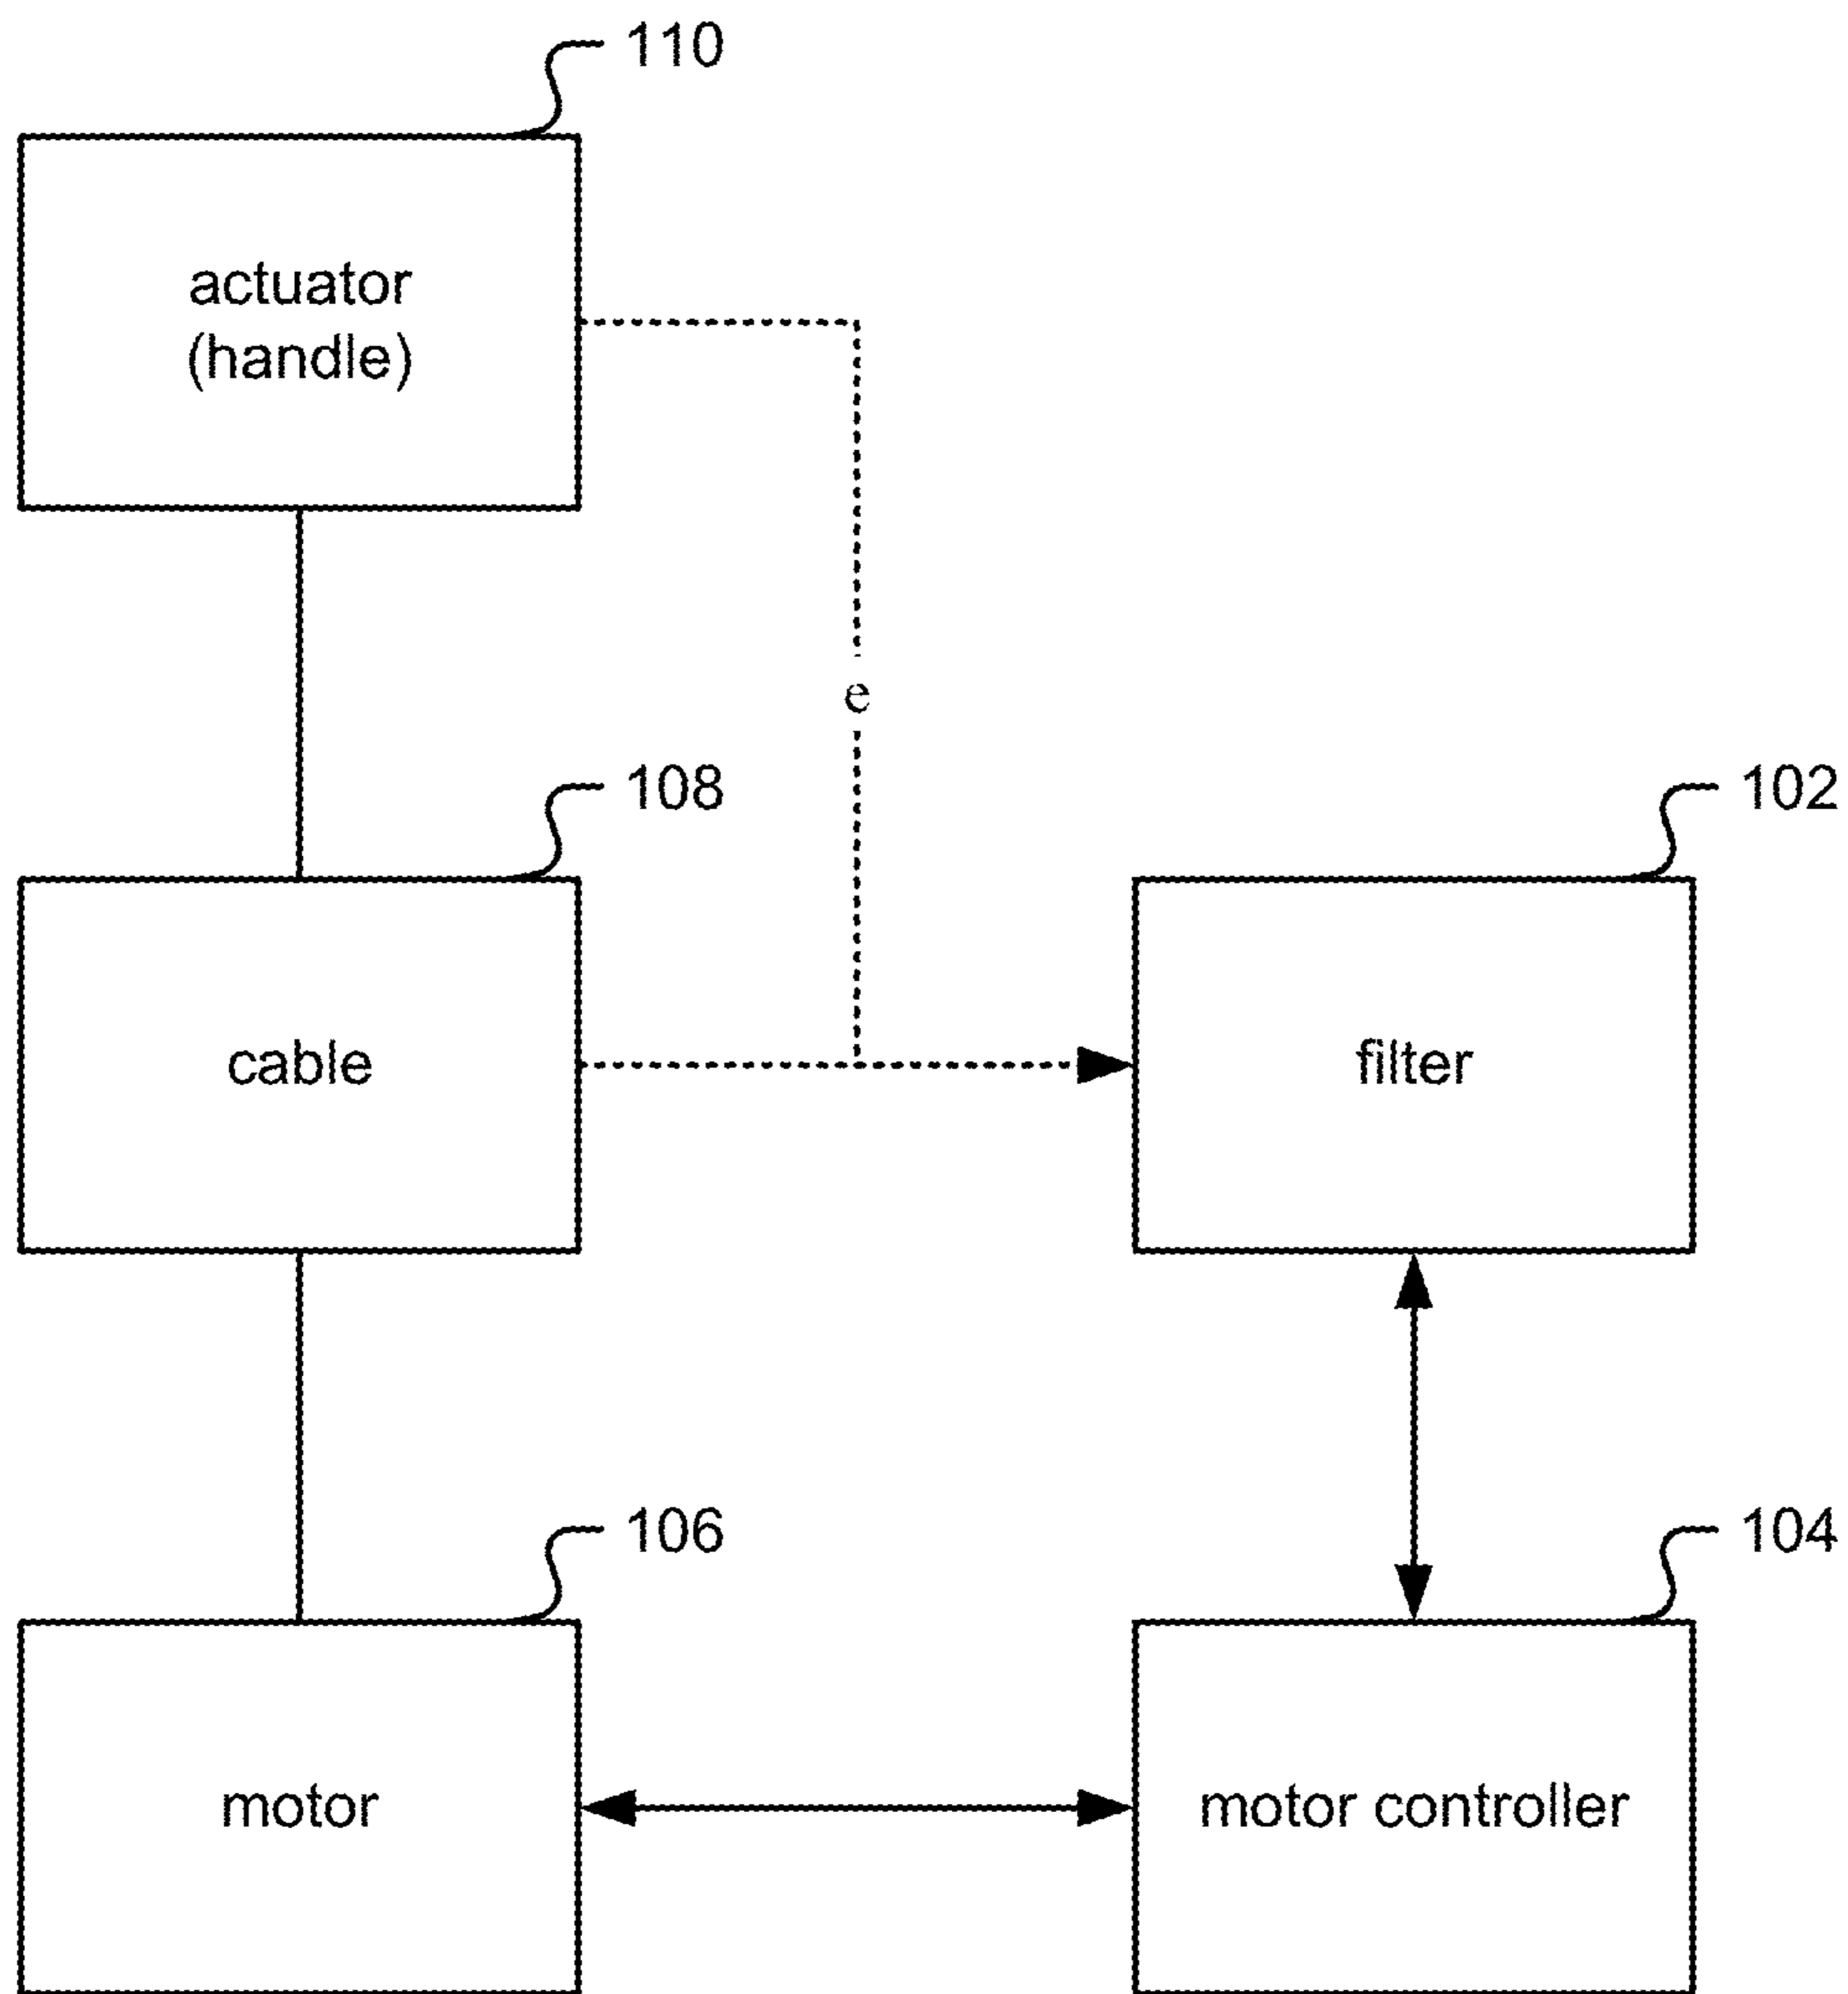 110
actuator
(handle)
e
108
102
cable
filter
106
104
motor
motor controller